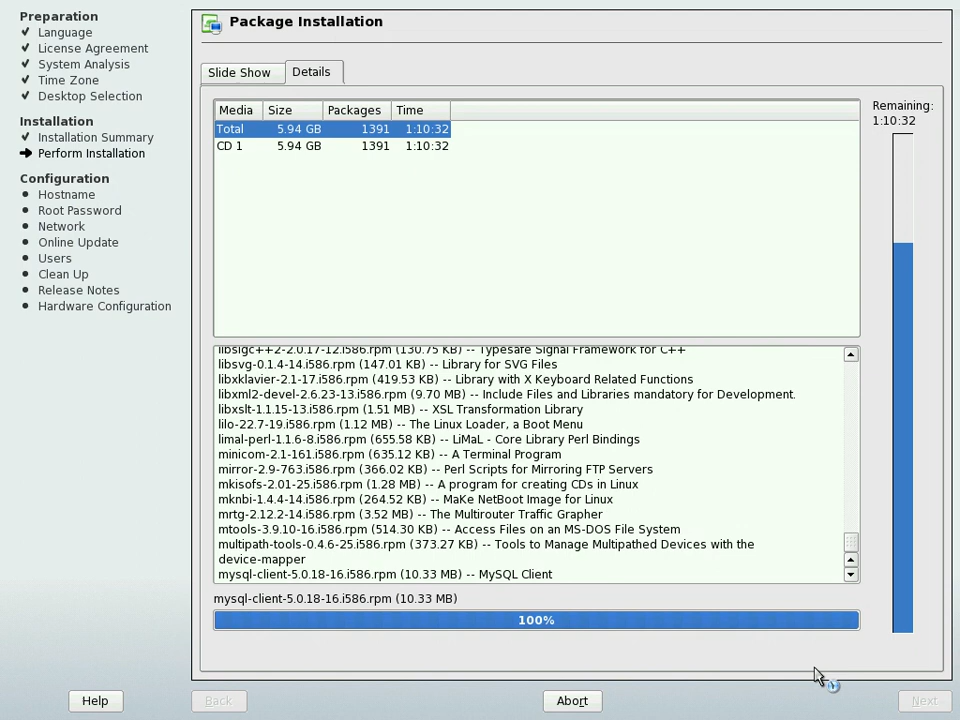 Preparation
Language
License Agreement
System Analysis
Time Zone
Desktop Selection
Installation
Installation Summary
Perform Installation
Configuration
Hostname
Root Password
Network
Online Update
Users
Clean Up
Release Notes
Hardware Configuration
Package Installation
Slide Show Details
Media Size Packages Time
Total 5.94 GB 1391 1:10:32
CD 1 5.94 GB 1391 1:10:32
Remaining:
1:10:32
libsigc++2-2.0.17-12.i586.rpm (130.75 KB) -- Typesafe Signal Framework for C++
libsvg-0.1.4-14.i586.rpm (147.01 KB) -- Library for SVG Files
libxklavier-2.1-17.i586.rpm (419.53 KB) -- Library with X Keyboard Related Functions
libxml2-devel-2.6.23-13.i586.rpm (9.70 MB) -- Include Files and Libraries mandatory for Development.
libxslt-1.1.15-13.i586.rpm (1.51 MB) -- XSL Transformation Library
lilo-22.7-19.i586.rpm (1.12 MB) -- The Linux Loader, a Boot Menu
limal-perl-1.1.6-8.i586.rpm (655.58 KB) -- LiMaL - Core Library Perl Bindings
minicom-2.1-161.i586.rpm (635.12 KB) -- A Terminal Program
mirror-2.9-763.i586.rpm (366.02 KB) -- Perl Scripts for Mirroring FTP Servers
mkisofs-2.01-25.i586.rpm (1.28 MB) -- A program for creating CDs in Linux
mknbi-1.4.4-14.i586.rpm (264.52 KB) -- MaKe NetBoot Image for Linux
mrtg-2.12.2-14.i586.rpm (3.52 MB) -- The Multirouter Traffic Grapher
mtools-3.9.10-16.i586.rpm (514.30 KB) -- Access Files on an MS-DOS File System
multipath-tools-0.4.6-25.i586.rpm (373.27 KB) -- Tools to Manage Multipathed Devices with the
device-mapper
mysql-client-5.0.18-16.i586.rpm (10.33 MB) -- MySQL Client
mysql-client-5.0.18-16.i586.rpm (10.33 MB)
100%
Help Back Abort Next